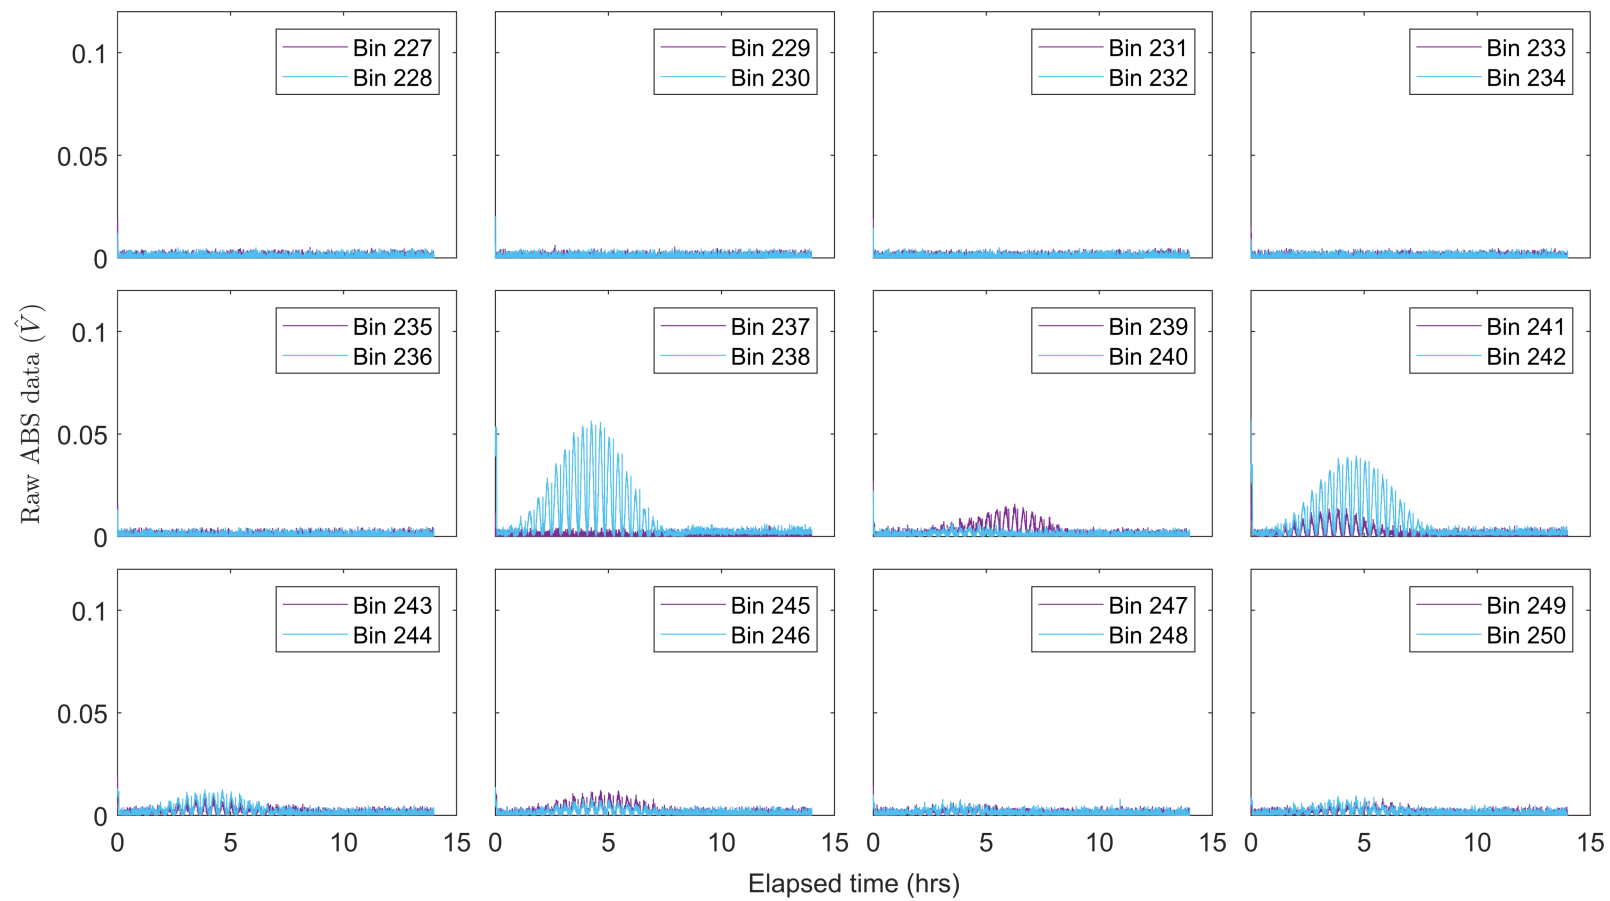 0.1
0.05
0
Bin 227
Bin 228
Bin 229
Bin 230
Bin 231
Bin 232
Bin 233
Bin 234
Raw ABS data (V̂)
0.1
0.05
0
Bin 235
Bin 236
Bin 237
Bin 238
Bin 239
Bin 240
Bin 241
Bin 242
0.1
0.05
0
Bin 243
Bin 244
Bin 245
Bin 246
Bin 247
Bin 248
Bin 249
Bin 250
0 5 10 15 0 5 10 15 0 5 10 15 0 5 10 15
Elapsed time (hrs)